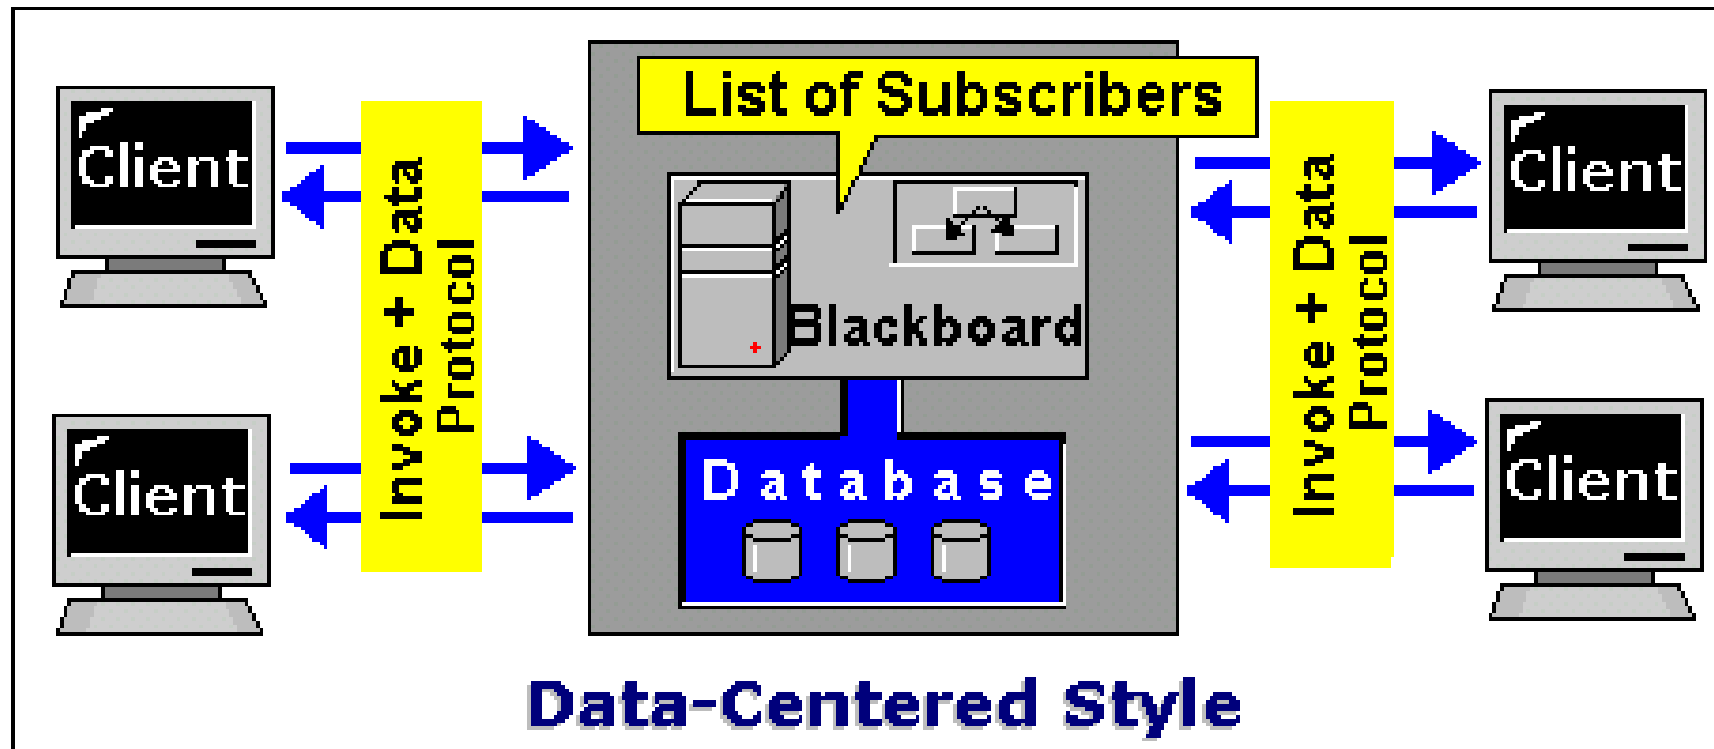 List of Subscribers
Client
Invoke + Data
Protocol
Client
Blackboard
Database
Client
Invoke + Data
Protocol
Client
Data-Centered Style